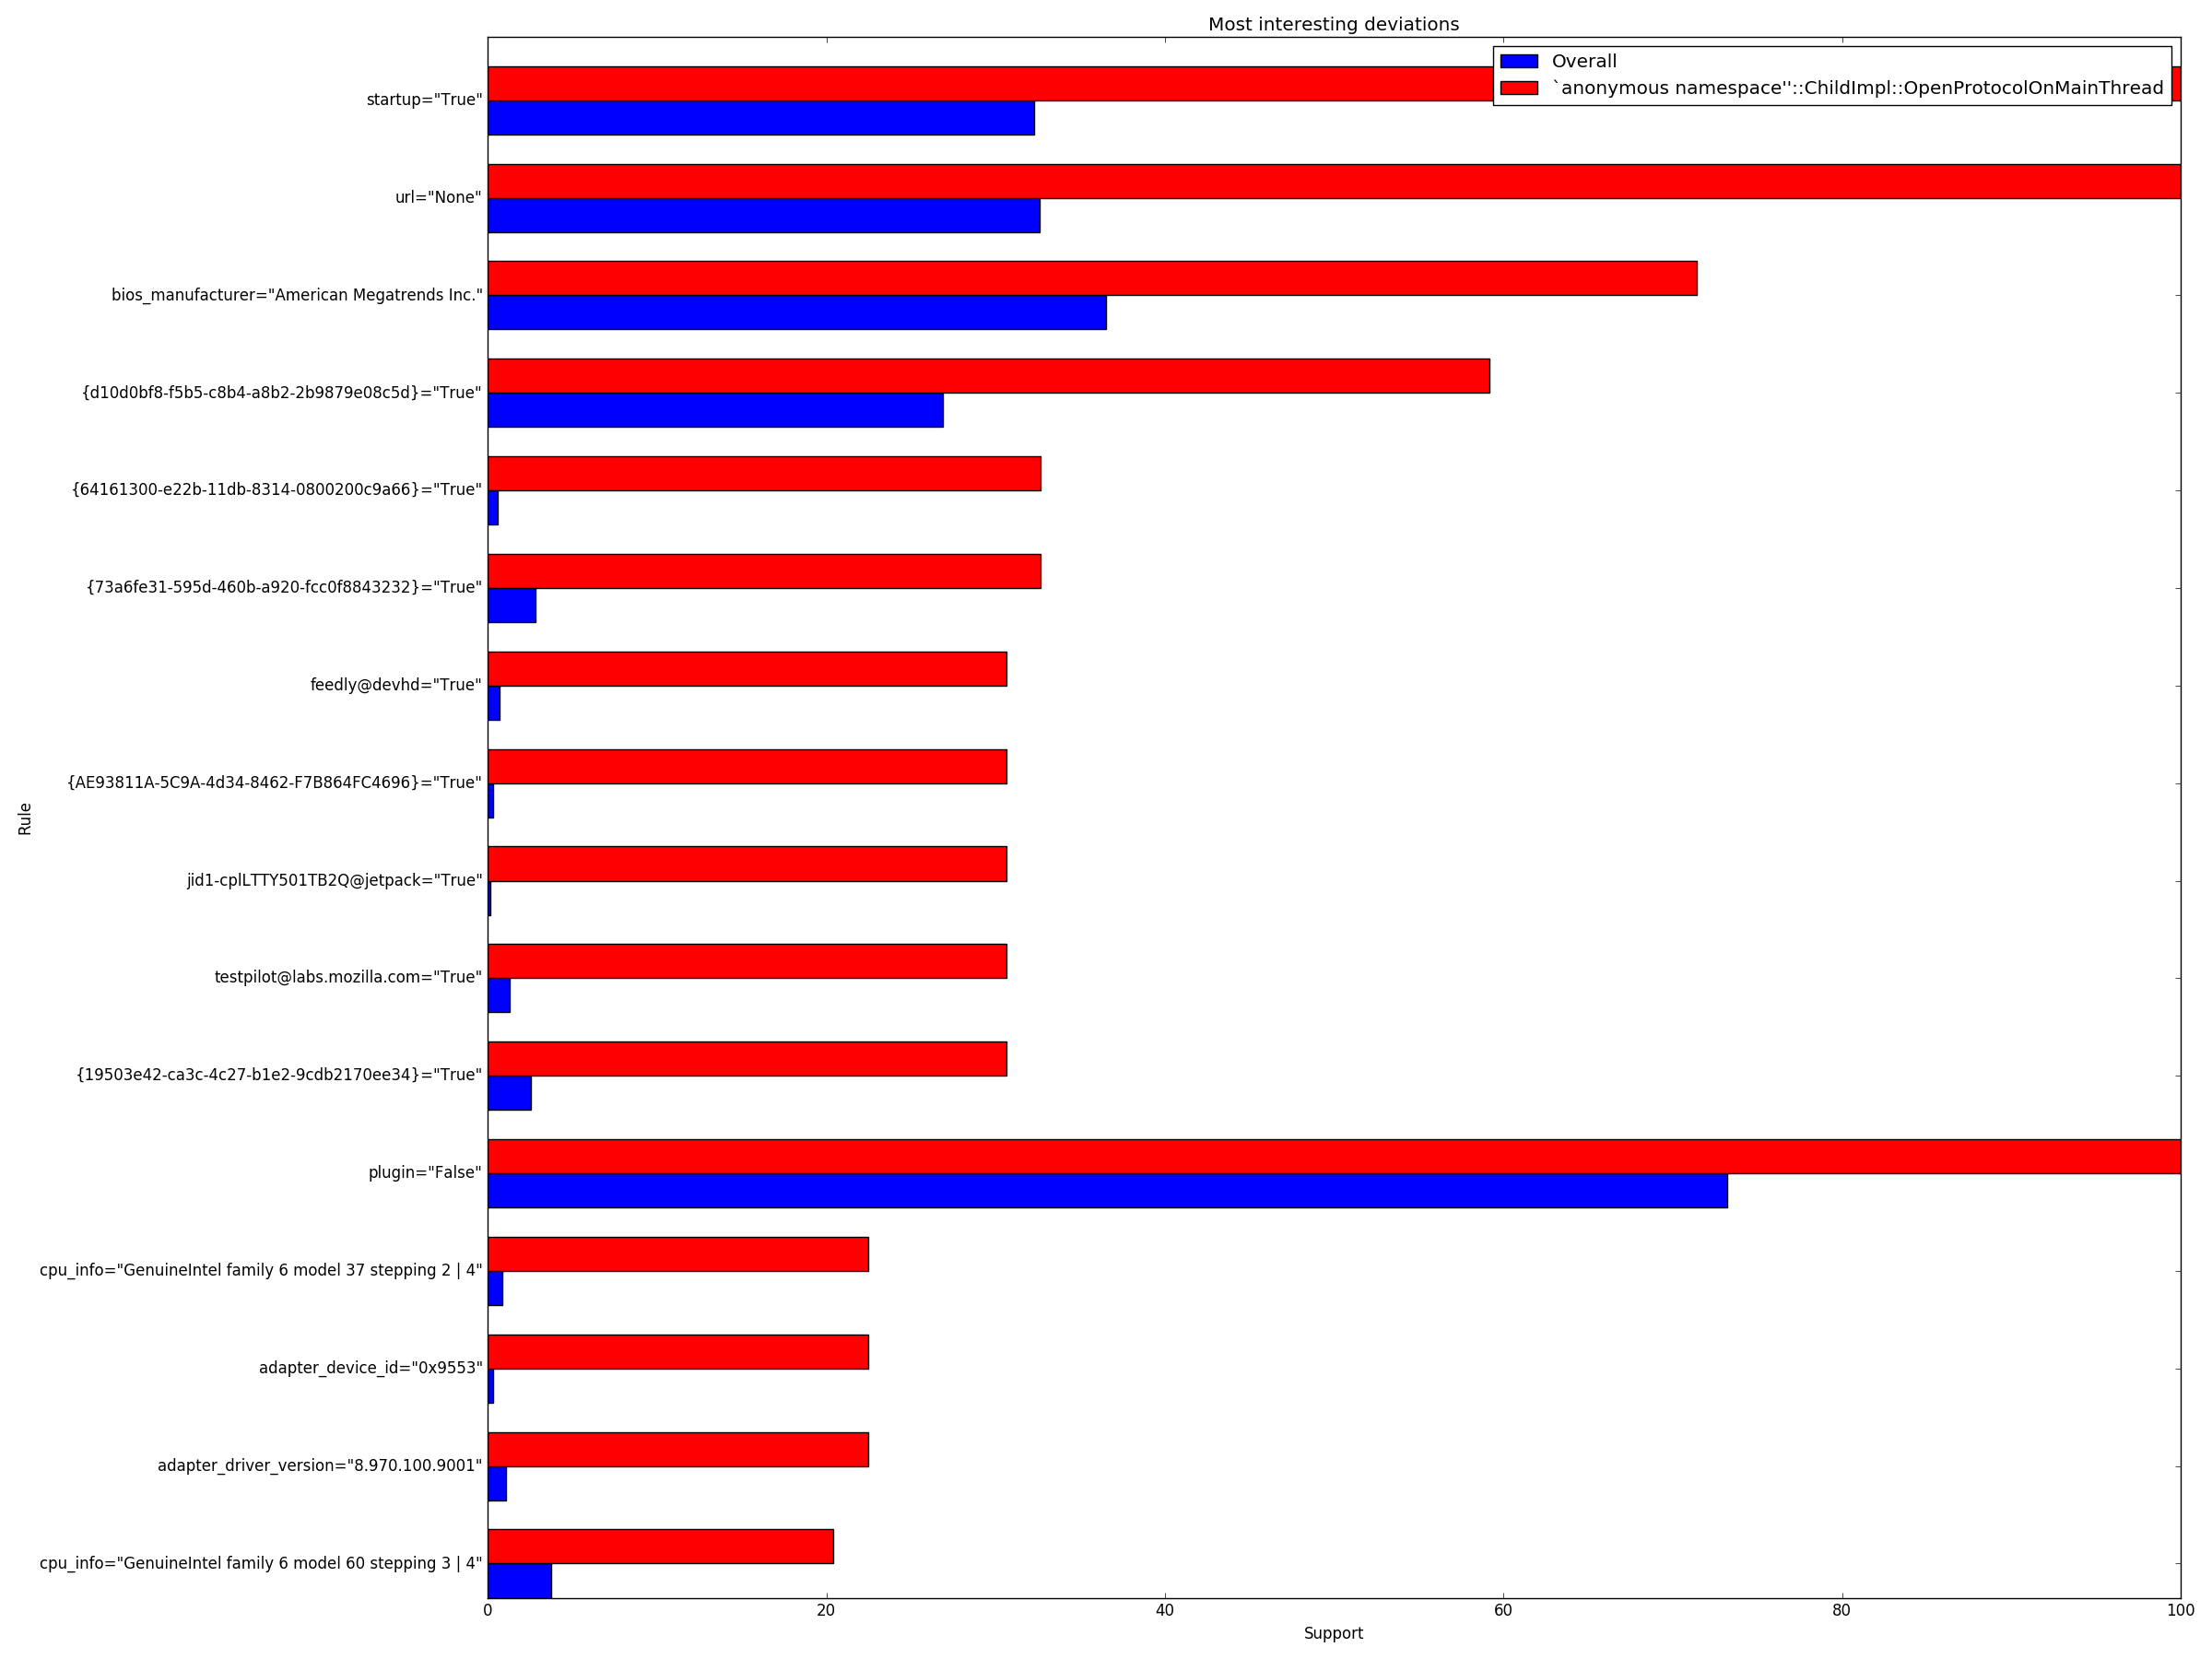 Most interesting deviations
Overall
`anonymous namespace''::ChildImpl::OpenProtocolOnMainThread
startup="True"
url="None"
bios_manufacturer="American Megatrends Inc."
{d10d0bf8-f5b5-c8b4-a8b2-2b9879e08c5d}="True"
{64161300-e22b-11db-8314-0800200c9a66}="True"
{73a6fe31-595d-460b-a920-fcc0f8843232}="True"
feedly@devhd="True"
{AE93811A-5C9A-4d34-8462-F7B864FC4696}="True"
jid1-cplLTTY501TB2Q@jetpack="True"
testpilot@labs.mozilla.com="True"
{19503e42-ca3c-4c27-b1e2-9cdb2170ee34}="True"
plugin="False"
cpu_info="GenuineIntel family 6 model 37 stepping 2 | 4"
adapter_device_id="0x9553"
adapter_driver_version="8.970.100.9001"
cpu_info="GenuineIntel family 6 model 60 stepping 3 | 4"
Rule
0 20 40 60 80 100
Support